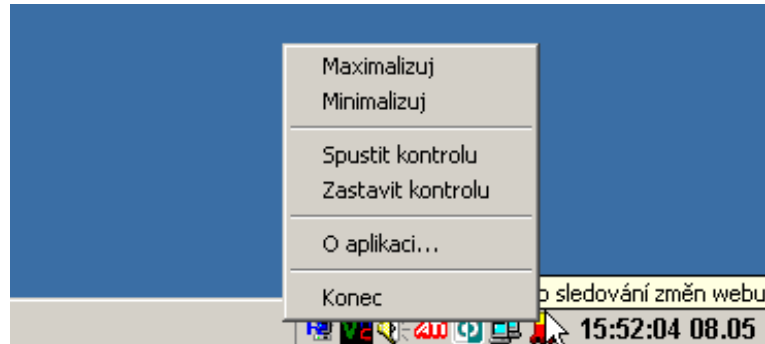 Maximalizuj
Minimalizuj
Spustit kontrolu
Zastavit kontrolu
O aplikaci...
Konec
sledování změn webu
15:52:04 08.05